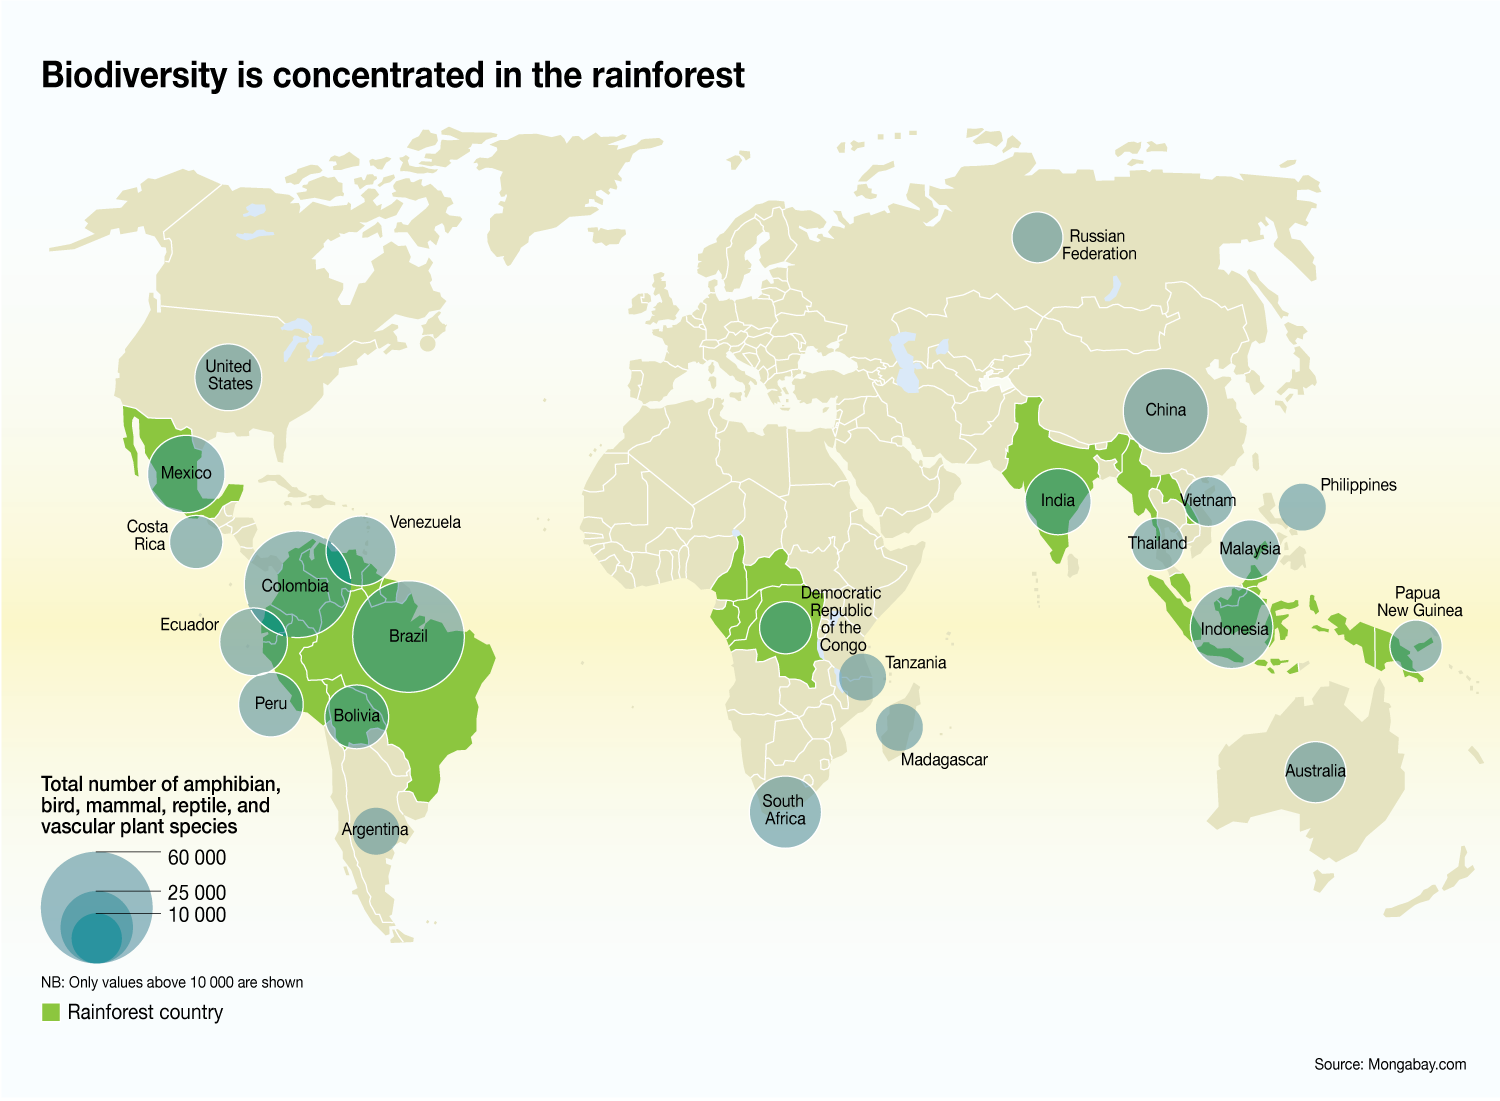 Biodiversity is concentrated in the rainforest
Russian
Federation
United
States
China
Mexico
India
Vietnam
Philippines
Costa
Rica
Venezuela
Thailand
Malaysia
Colombia
Democratic
Republic
of the
Congo
Papua
New Guinea
Ecuador
Brazil
Indonesia
Tanzania
Peru
Bolivia
Madagascar
Australia
South
Africa
Argentina
Total number of amphibian,
bird, mammal, reptile, and
vascular plant species
60 000
25 000
10 000
NB: Only values above 10 000 are shown
Rainforest country
Source: Mongabay.com